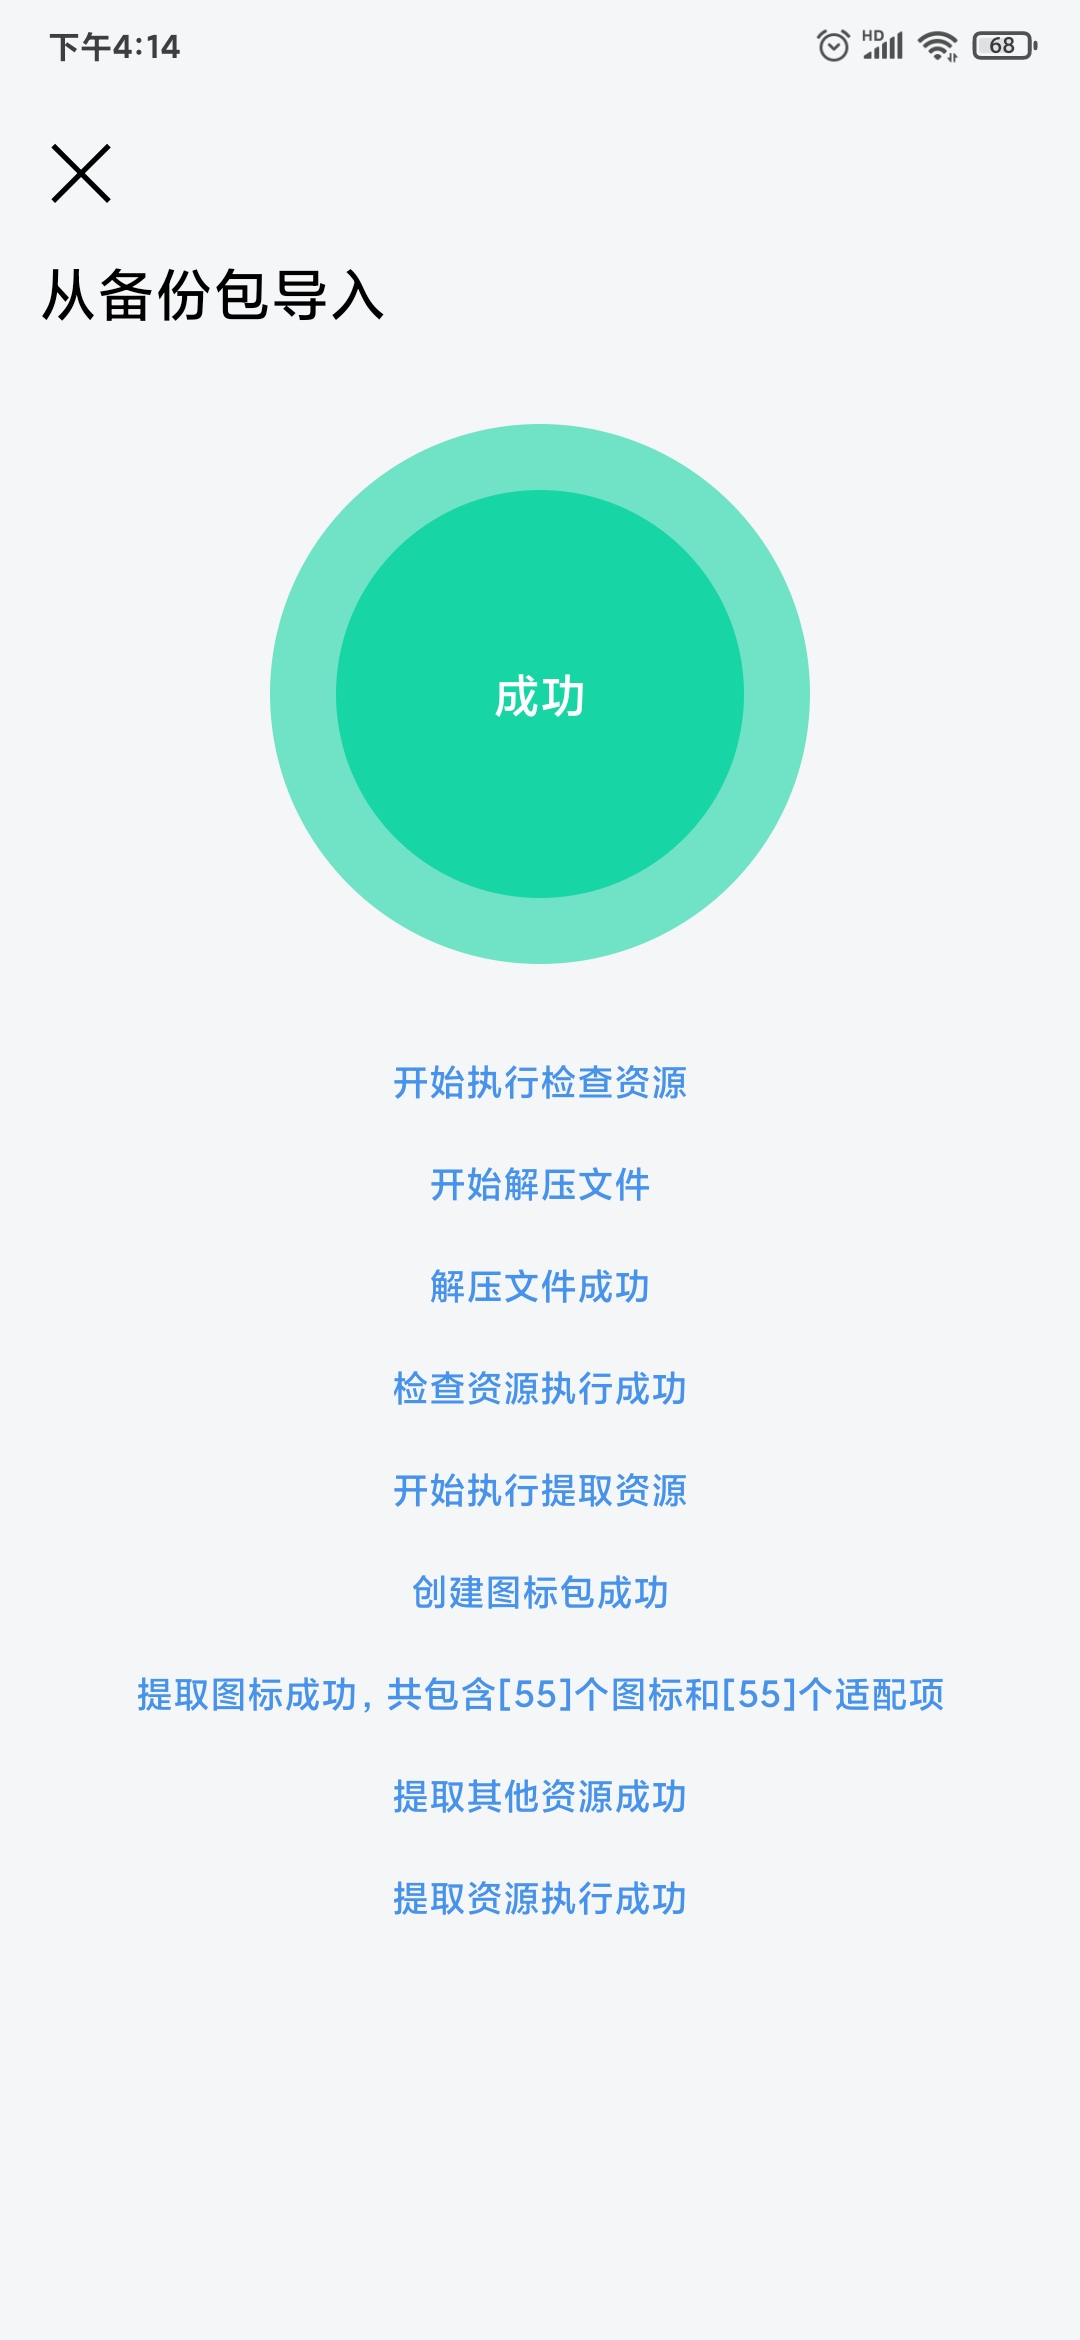 下午4:14
HD
68
从备份包导入
成功
开始执行检查资源
开始解压文件
解压文件成功
检查资源执行成功
开始执行提取资源
创建图标包成功
提取图标成功, 共包含[55]个图标和[55]个适配项
提取其他资源成功
提取资源执行成功